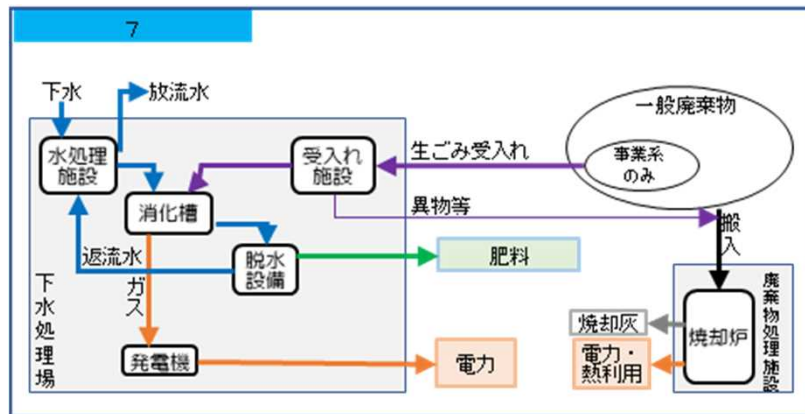 7
下水
放流水
一般廃棄物
水処理
施設
受入れ
施設
生ごみ受入れ
事業系
のみ
消化槽
異物等
搬入
返流水
ガス
脱水
設備
肥料
下水処理場
廃棄物処理施設
焼却灰
焼却炉
発電機
電力
電力・
熱利用